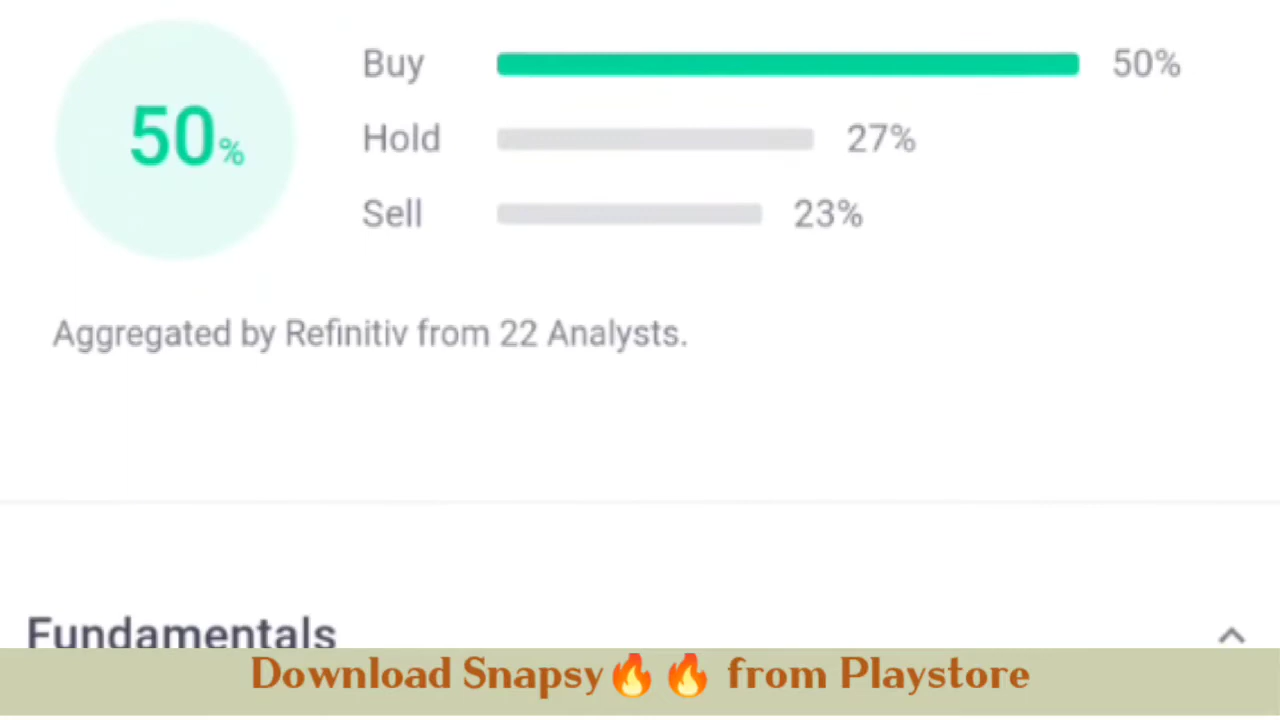 50%
Buy 50%
Hold 27%
Sell 23%
Aggregated by Refinitiv from 22 Analysts.
Fundamentals
Download Snapsy🔥🔥 from Playstore